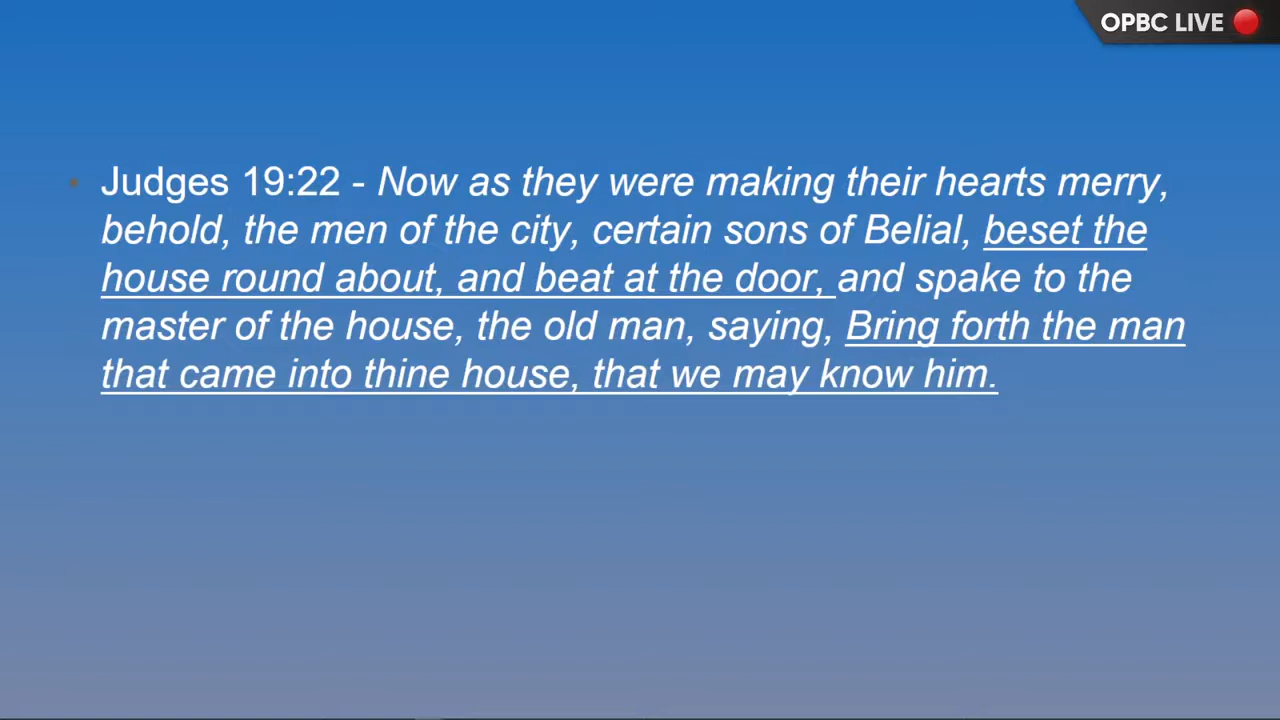 OPBC LIVE
• Judges 19:22 - Now as they were making their hearts merry,
behold, the men of the city, certain sons of Belial, beset the
house round about, and beat at the door, and spake to the
master of the house, the old man, saying, Bring forth the man
that came into thine house, that we may know him.